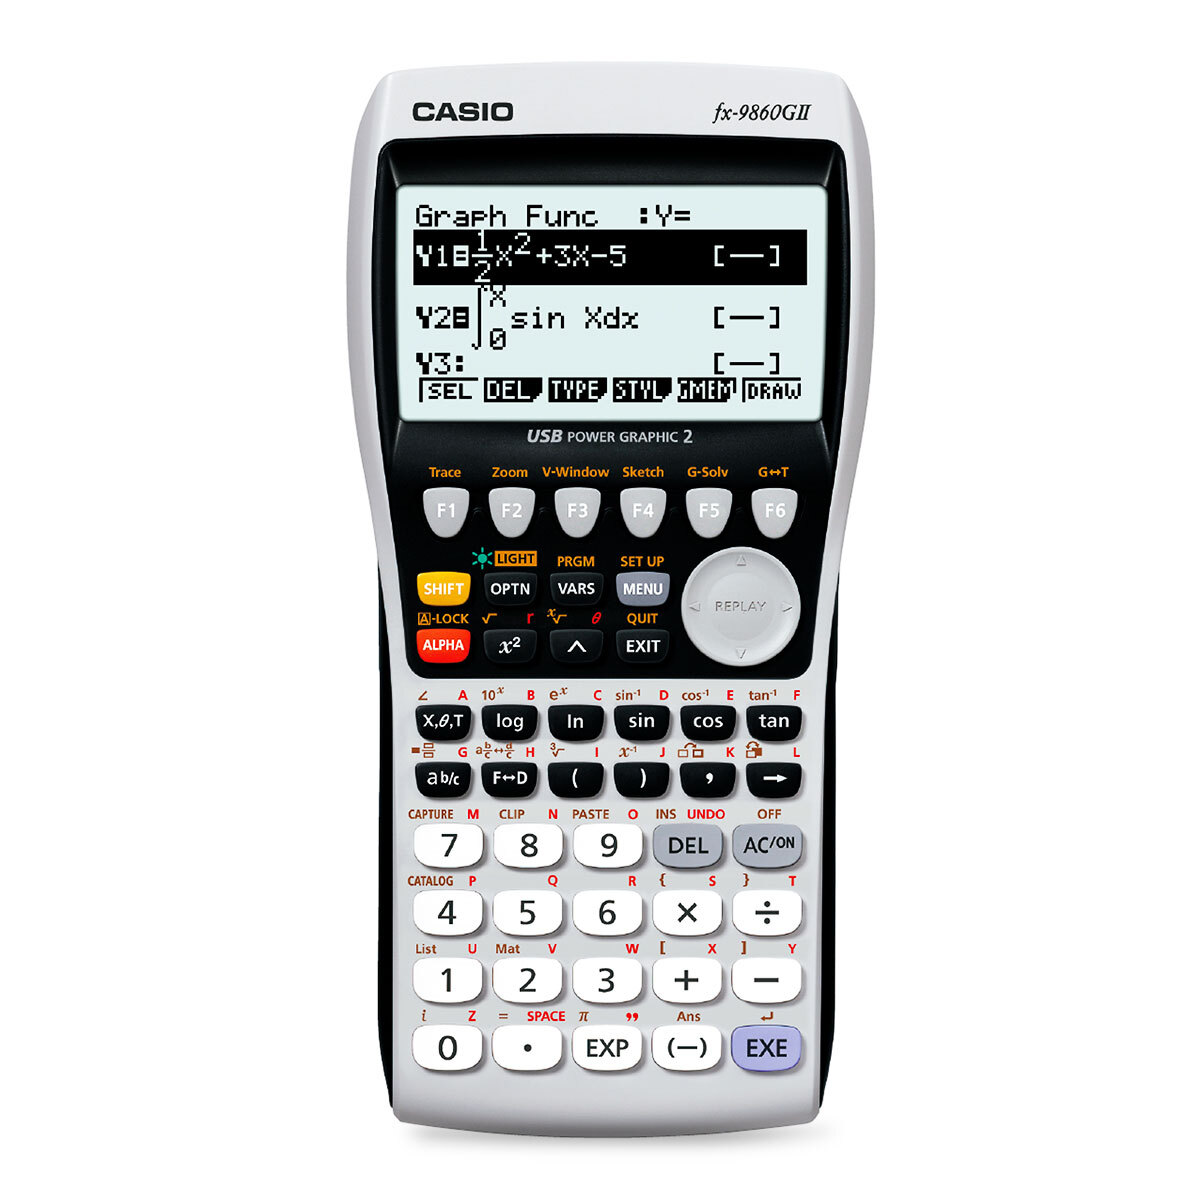 CASIO fx-9860GII
Graph Func :Y=
Y1=1/2X²+3X-5 [—]
Y2=∫₀ˣsin Xdx [—]
Y3: [—]
SEL DEL TYPE STYL GMEM DRAW
USB POWER GRAPHIC 2
Trace Zoom V-Window Sketch G-Solv G↔T
F1 F2 F3 F4 F5 F6
LIGHT PRGM SET UP
SHIFT OPTN VARS MENU
REPLAY
A-LOCK √ r ˣ√ θ QUIT
ALPHA x² ^ EXIT
∠ A 10ˣ B eˣ C sin⁻¹ D cos⁻¹ E tan⁻¹ F
X,θ,T log ln sin cos tan
G a b/c↔d/c H ³√ I x⁻¹ J K L
a b/c F↔D ( ) , →
CAPTURE M CLIP N PASTE O INS UNDO OFF
7 8 9 DEL AC/ON
CATALOG P Q R { S } T
4 5 6 × ÷
List U Mat V W [ X ] Y
1 2 3 + −
i Z = SPACE π " Ans ↵
0 • EXP (—) EXE